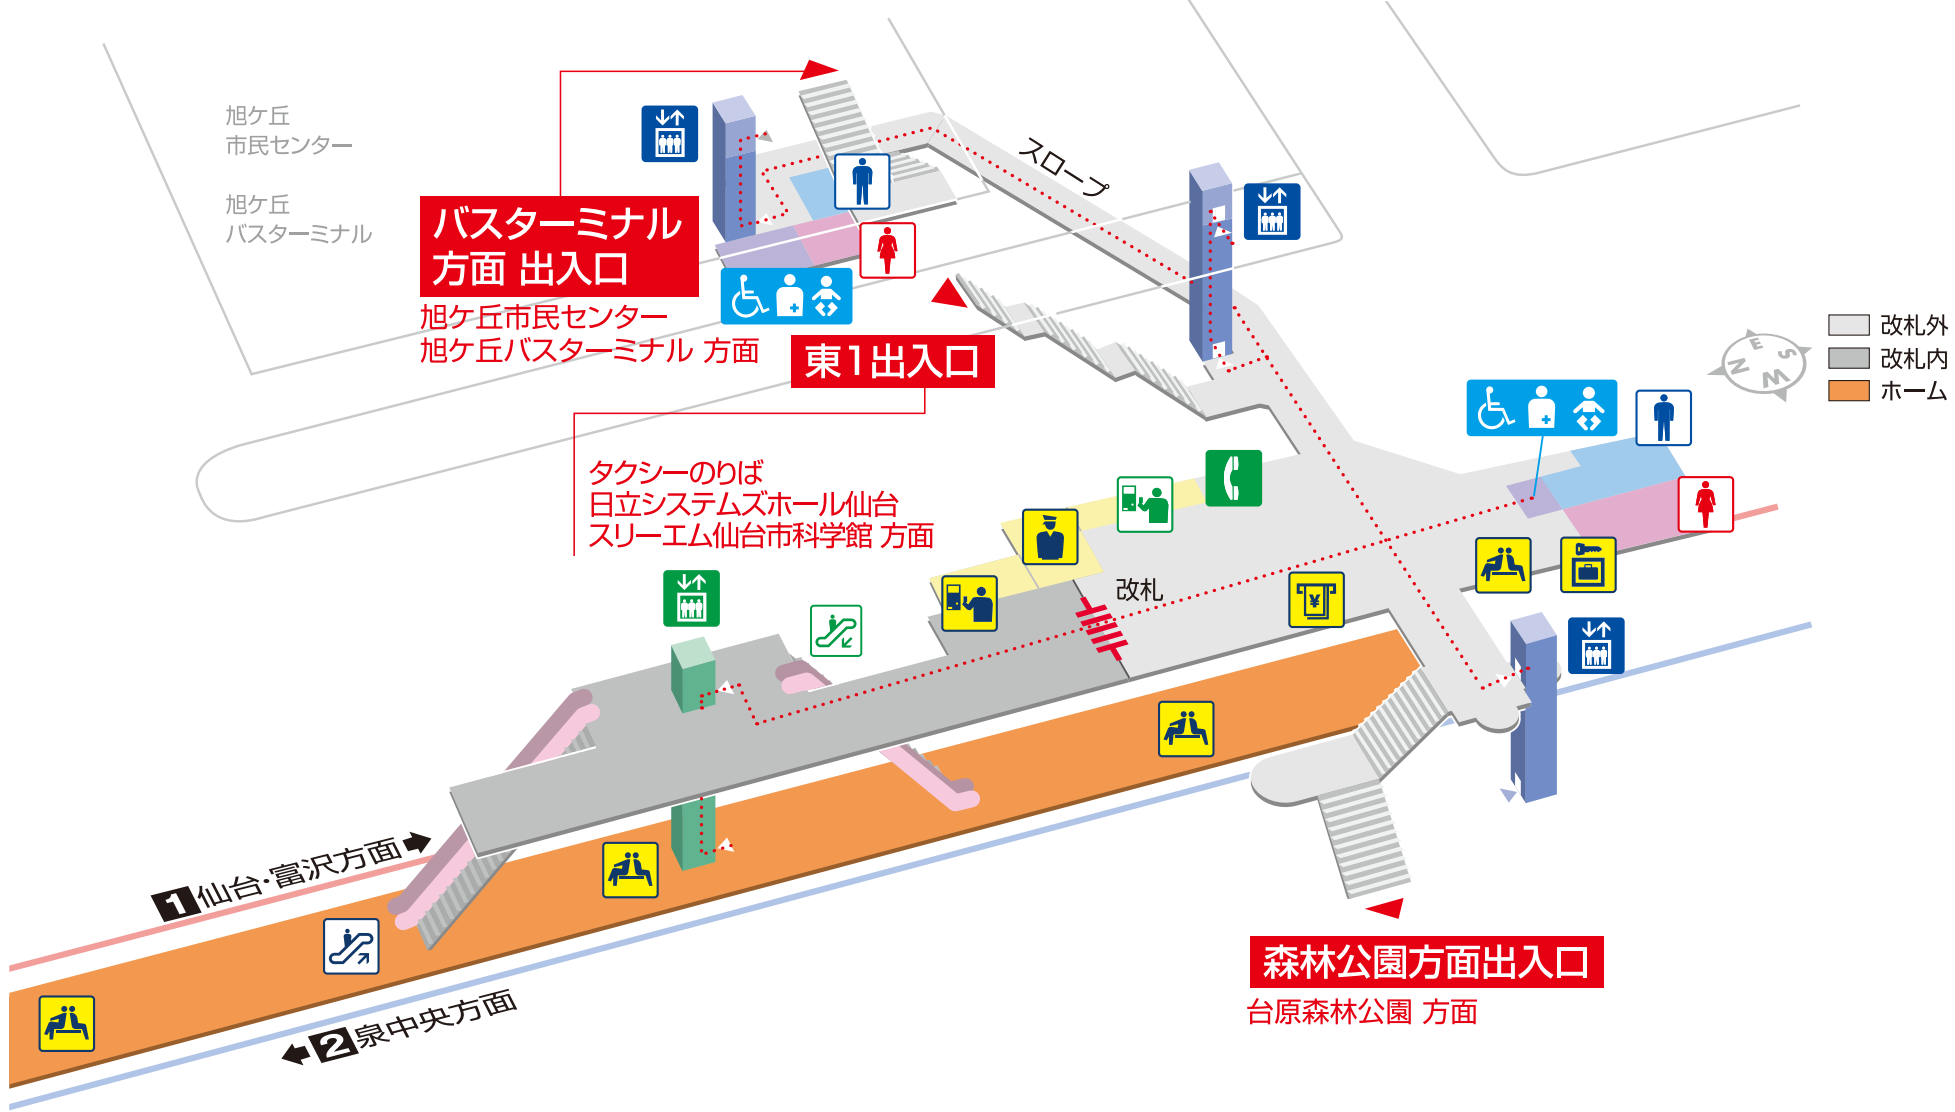 旭ケ丘
市民センター
旭ケ丘
バスターミナル
バスターミナル
方面 出入口
旭ケ丘市民センター
旭ケ丘バスターミナル 方面
スロープ
東1出入口
タクシーのりば
日立システムズホール仙台
スリーエム仙台市科学館 方面
改札
¥
N
E
S
W
改札外
改札内
ホーム
1 仙台・富沢方面
2 泉中央方面
森林公園方面出入口
台原森林公園 方面